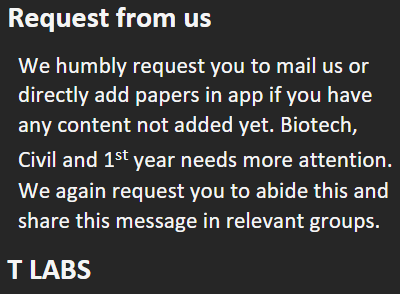 Request from us
We humbly request you to mail us or
directly add papers in app if you have
any content not added yet. Biotech,
Civil and 1st year needs more attention.
We again request you to abide this and
share this message in relevant groups.
T LABS